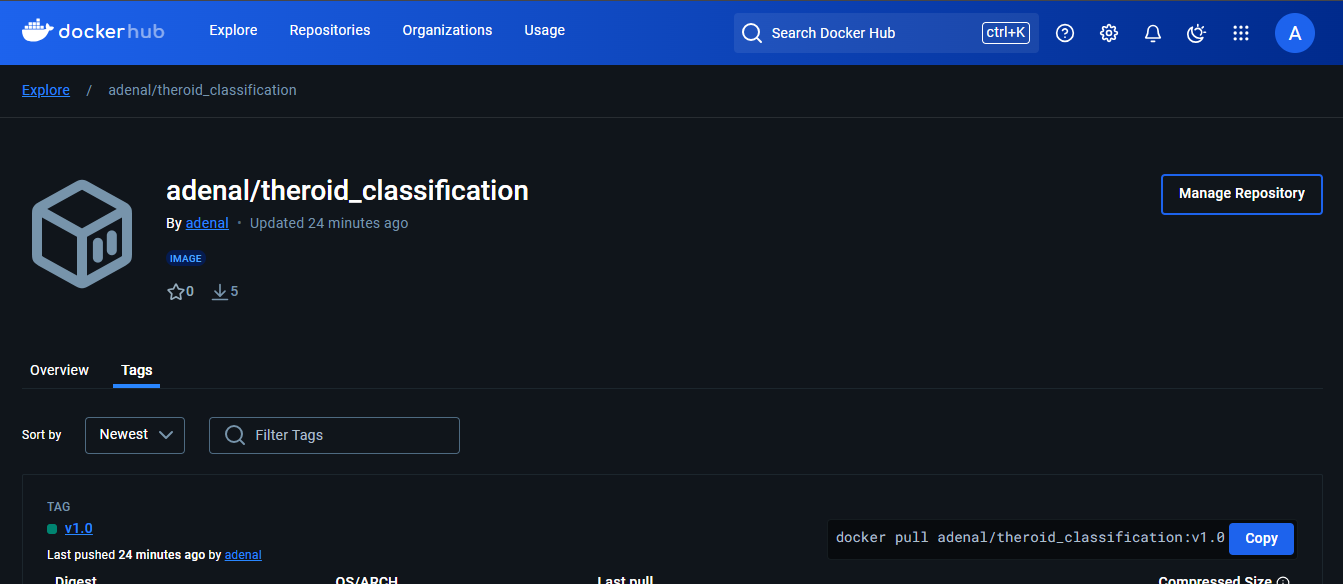 dockerhub Explore Repositories Organizations Usage Search Docker Hub ctrl+K A
Explore / adenal/theroid_classification
adenal/theroid_classification
Manage Repository
By adenal · Updated 24 minutes ago
IMAGE
0 5
Overview Tags
Sort by Newest Filter Tags
TAG
v1.0
docker pull adenal/theroid_classification:v1.0 Copy
Last pushed 24 minutes ago by adenal
Digest OS/ARCH Last pull Compressed Size